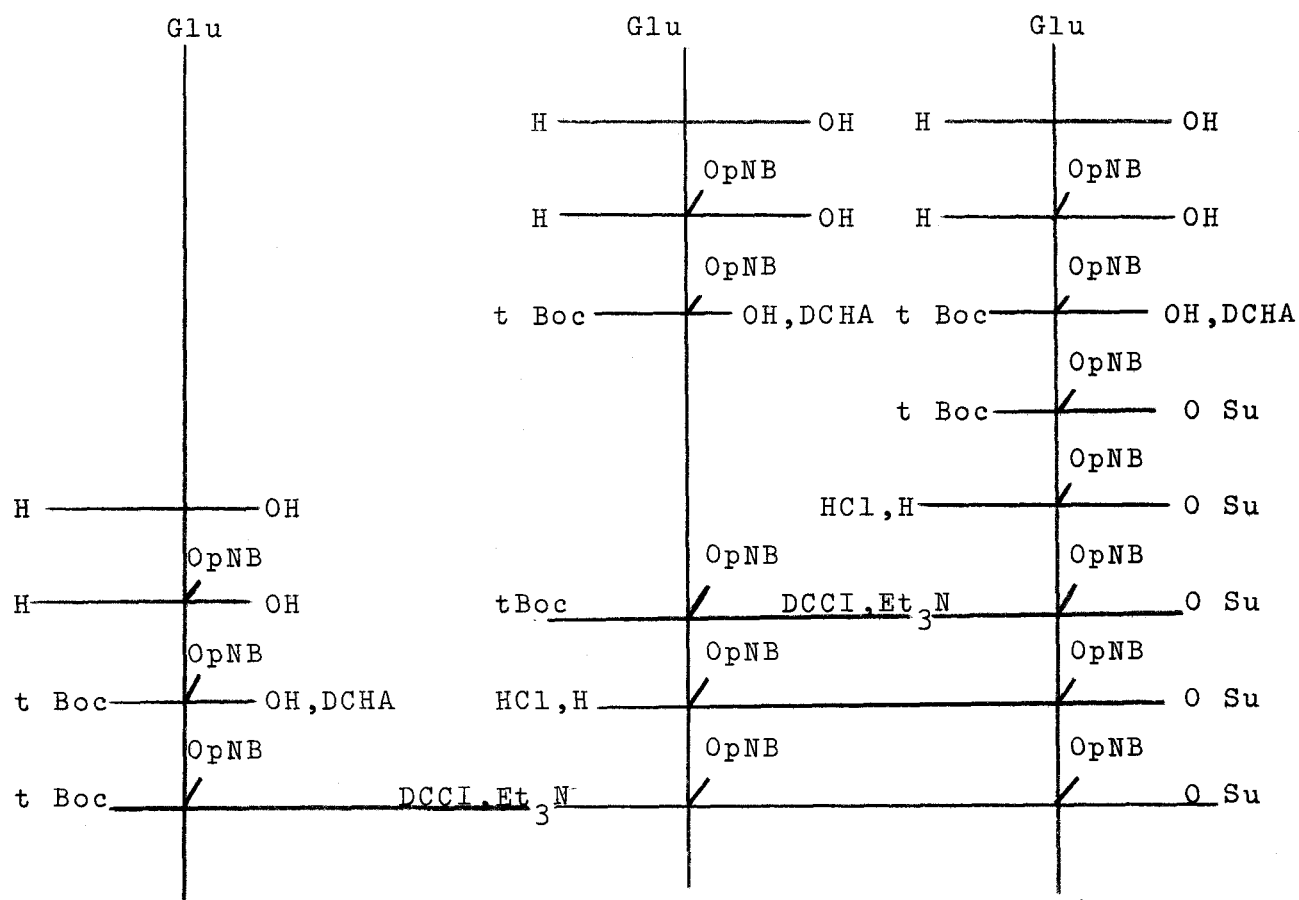 Glu Glu Glu
H OH H OH
OpNB OpNB
H OH H OH
OpNB OpNB
t Boc OH,DCHA t Boc OH,DCHA
OpNB
t Boc O Su
OpNB
H OH HCl,H O Su
OpNB OpNB OpNB
H OH tBoc DCCI,Et3N O Su
OpNB OpNB OpNB
t Boc OH,DCHA HCl,H O Su
OpNB OpNB OpNB
t Boc DCCI,Et3N O Su